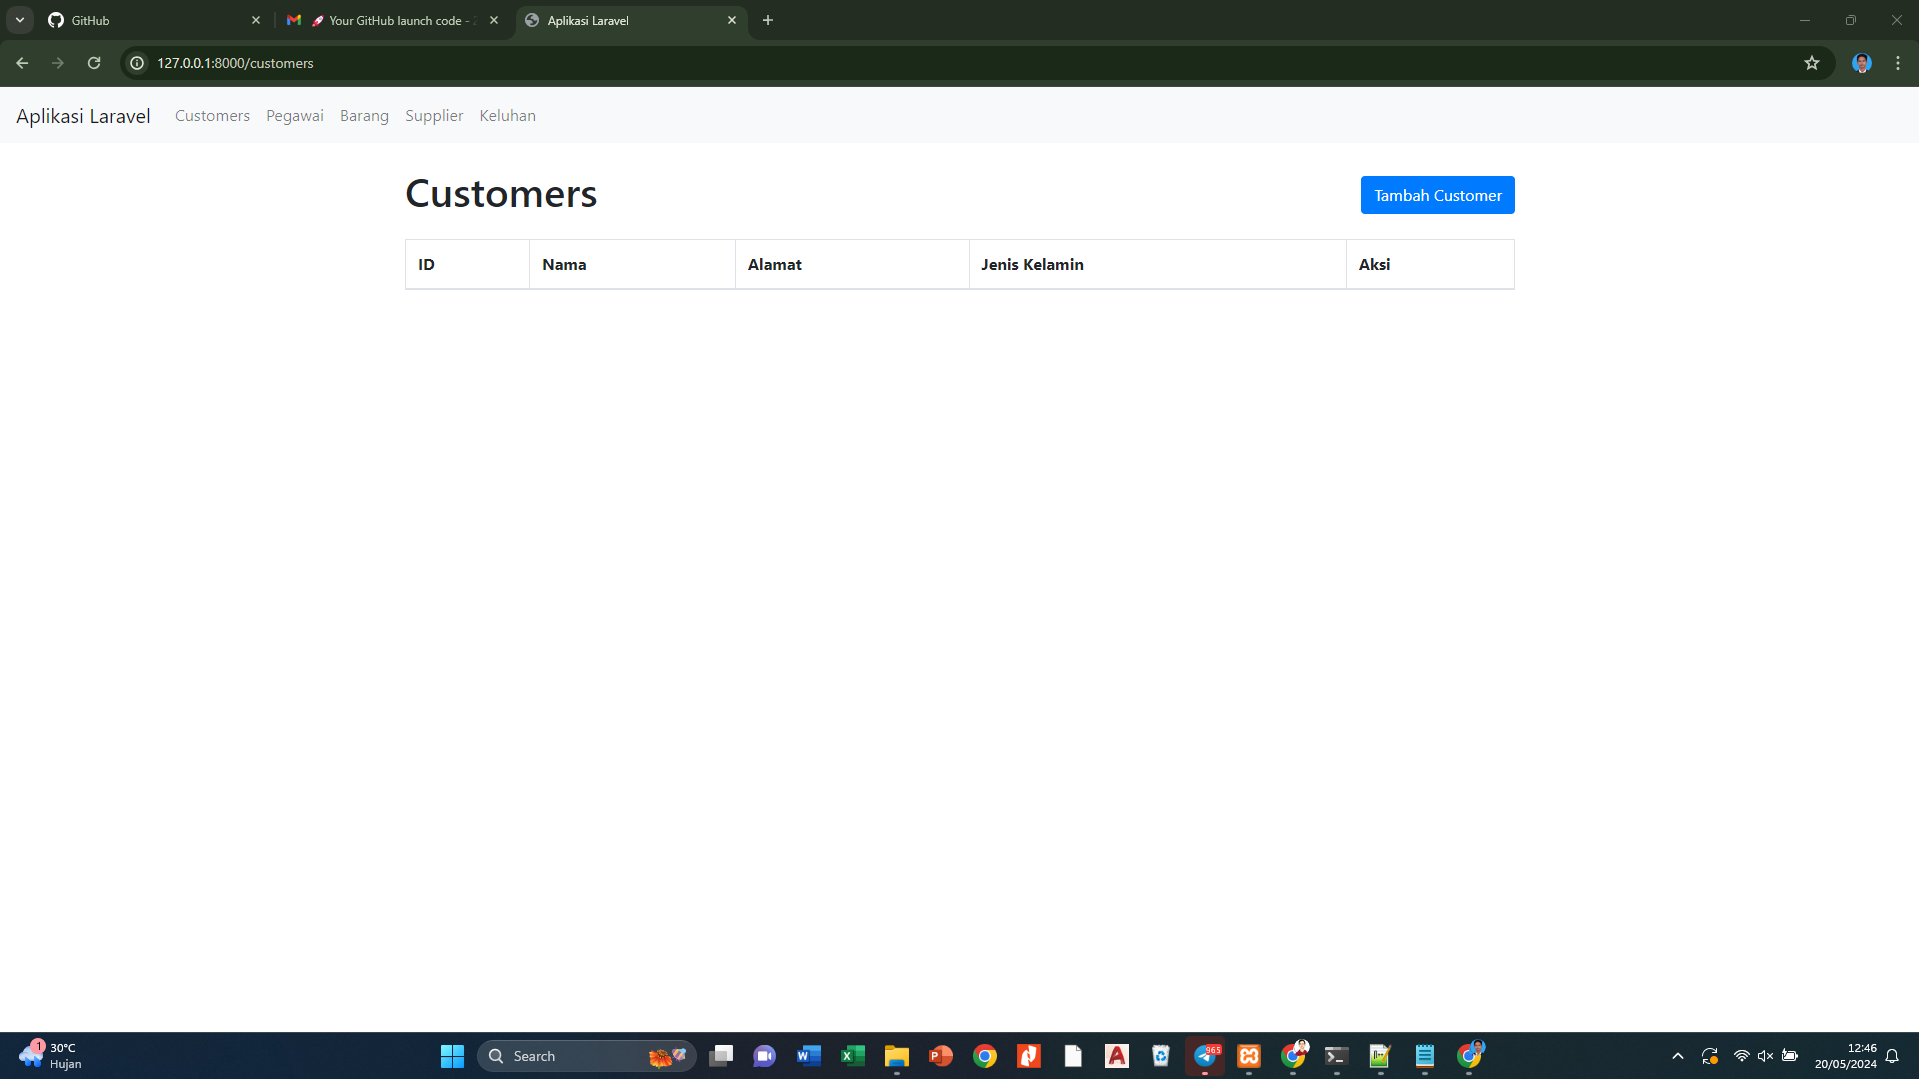 GitHub
🚀 Your GitHub launch code -
Aplikasi Laravel
127.0.0.1:8000/customers
Aplikasi Laravel Customers Pegawai Barang Supplier Keluhan
Customers
Tambah Customer
ID Nama Alamat Jenis Kelamin Aksi
1
30°C
Hujan
Search
965
12:46
20/05/2024